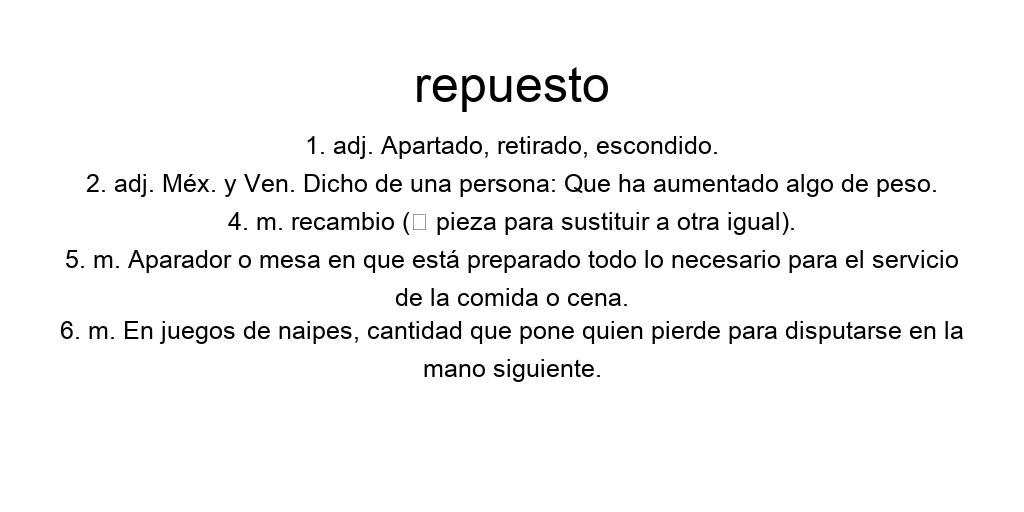 repuesto
1. adj. Apartado, retirado, escondido.
2. adj. Méx. y Ven. Dicho de una persona: Que ha aumentado algo de peso.
4. m. recambio (□ pieza para sustituir a otra igual).
5. m. Aparador o mesa en que está preparado todo lo necesario para el servicio
de la comida o cena.
6. m. En juegos de naipes, cantidad que pone quien pierde para disputarse en la
mano siguiente.